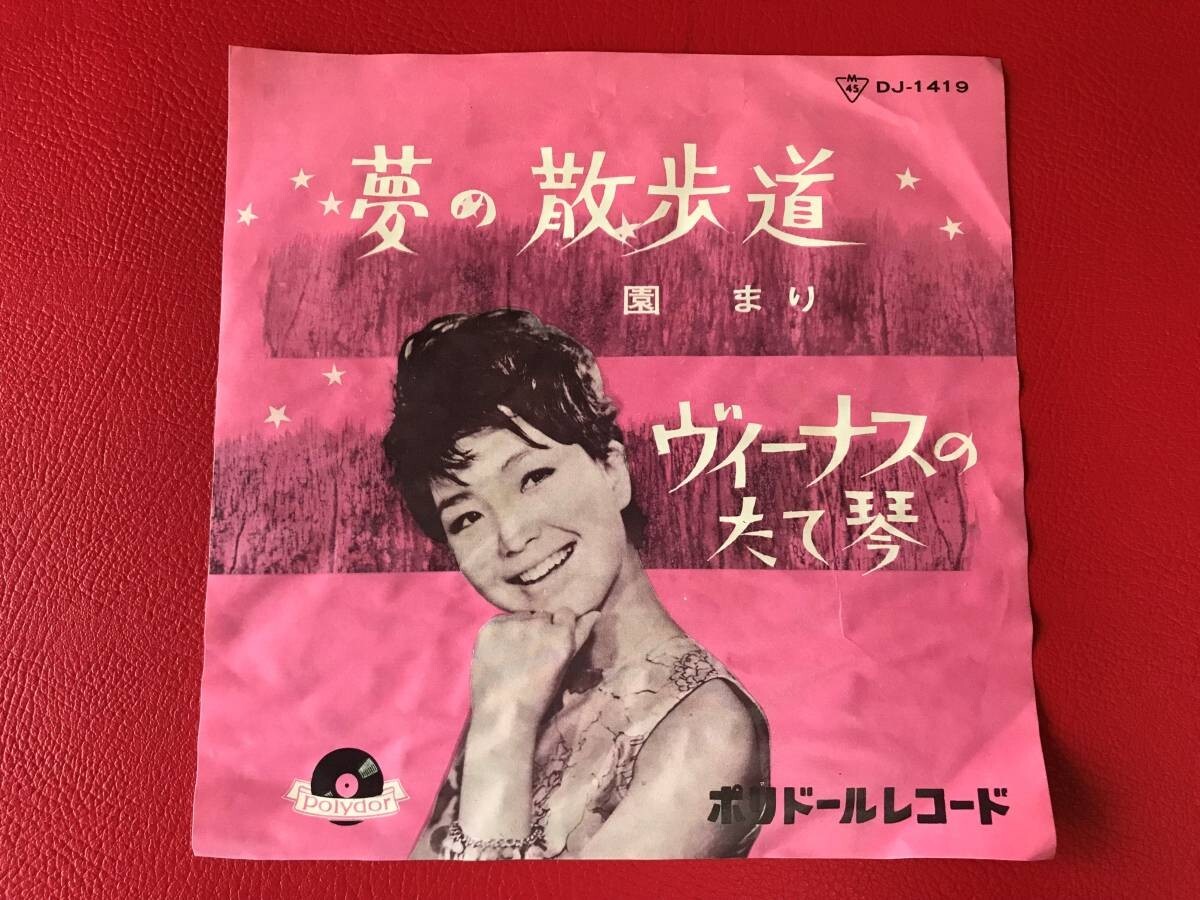 M
45
DJ-1419
夢の散歩道
園 まり
ヴィーナスの
たて琴
Polydor
ポリドールレコード